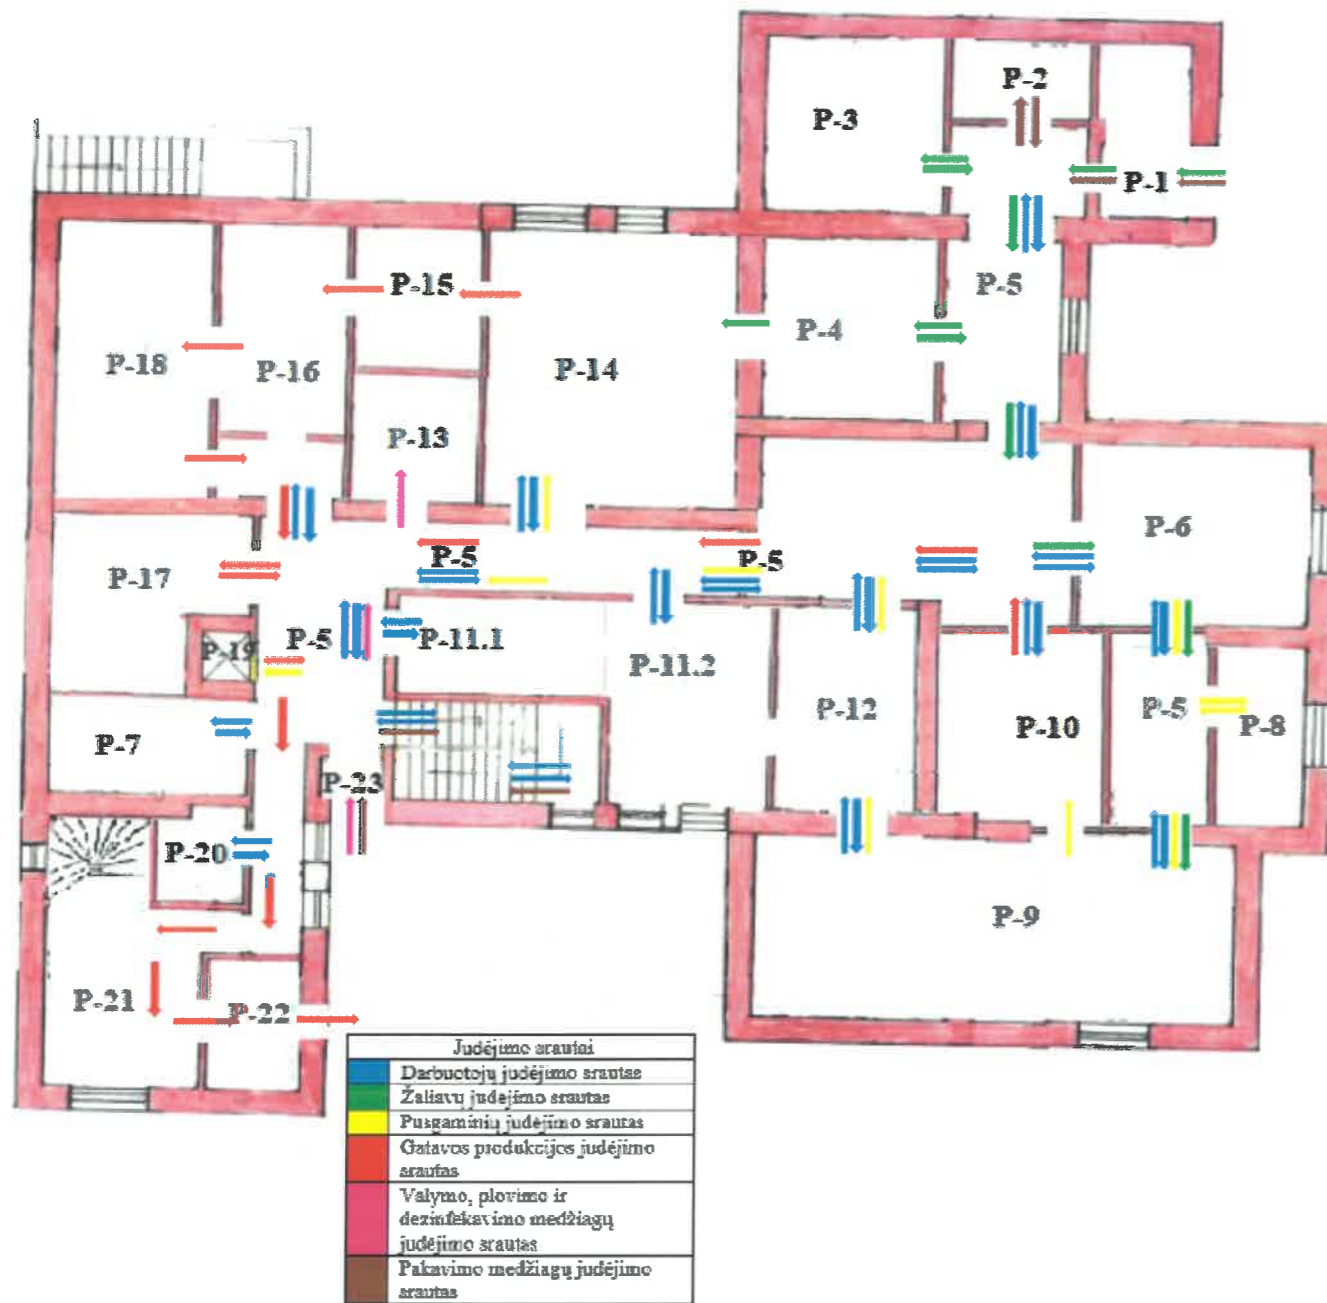 P-2
P-3
P-1
P-5
P-15
P-4
P-18
P-16
P-14
P-13
P-6
P-5
P-5
P-17
P-5
P-11.1
P-19
P-11.2
P-12
P-10
P-5
P-8
P-7
P-23
P-20
P-9
P-21
P-22
Judėjimo srautai
Darbuotojų judėjimo srautas
Žaliavų judėjimo srautas
Pusgaminių judėjimo srautas
Gatavos produkcijos judėjimo
srautas
Valymo, plovimo ir
dezinfekavimo medžiagų
judėjimo srautas
Pakavimo medžiagų judėjimo
srautas